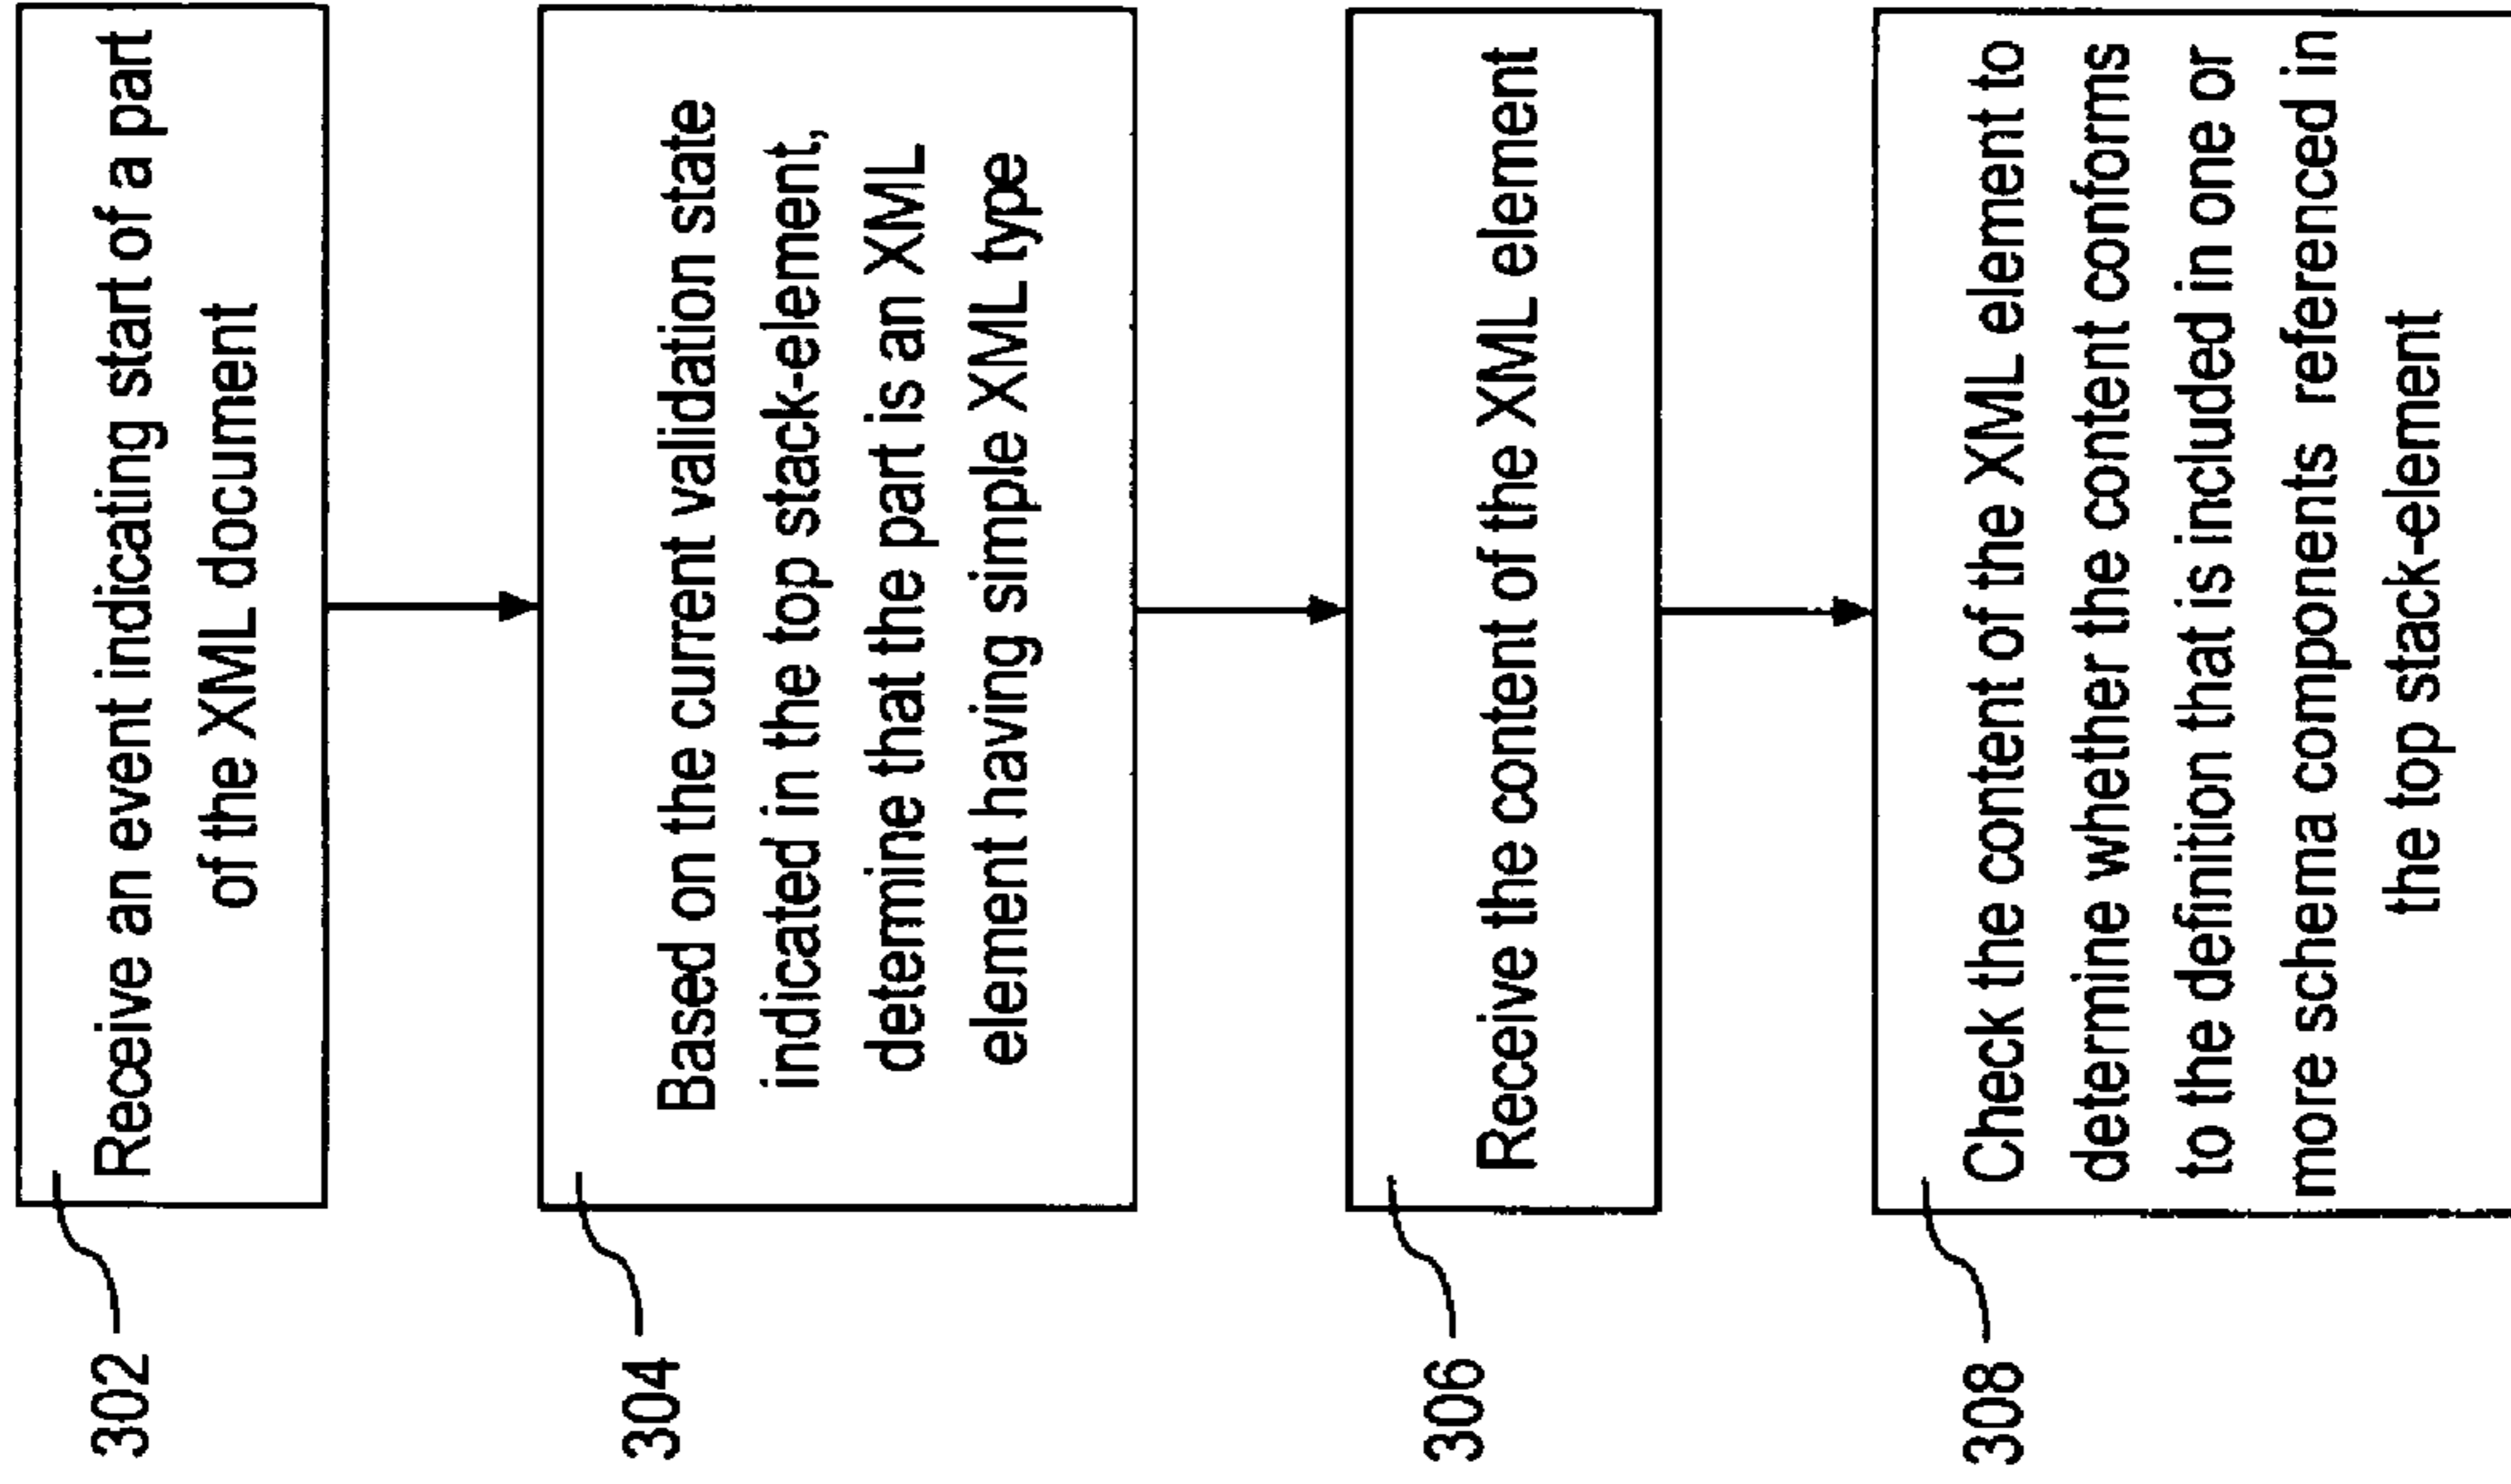 302
Receive an event indicating start of a part
of the XML document
304
Based on the current validation state
indicated in the top stack-element,
determine that the part is an XML
element having simple XML type
306
Receive the content of the XML element
308
Check the content of the XML element to
determine whether the content conforms
to the definition that is included in one or
more schema components referenced in
the top stack-element